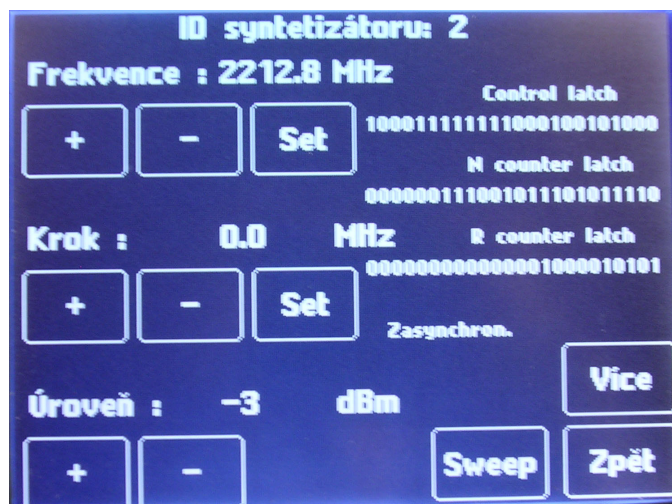 ID syntetizátoru: 2
Frekvence : 2212.8 MHz
+ - Set
Control latch
100011111111000100101000
N counter latch
000000111001011101011110
Krok : 0.0 MHz
R counter latch
000000000000001000010101
+ - Set
Zasynchron.
Více
Úroveň : -3 dBm
+ - Sweep Zpět